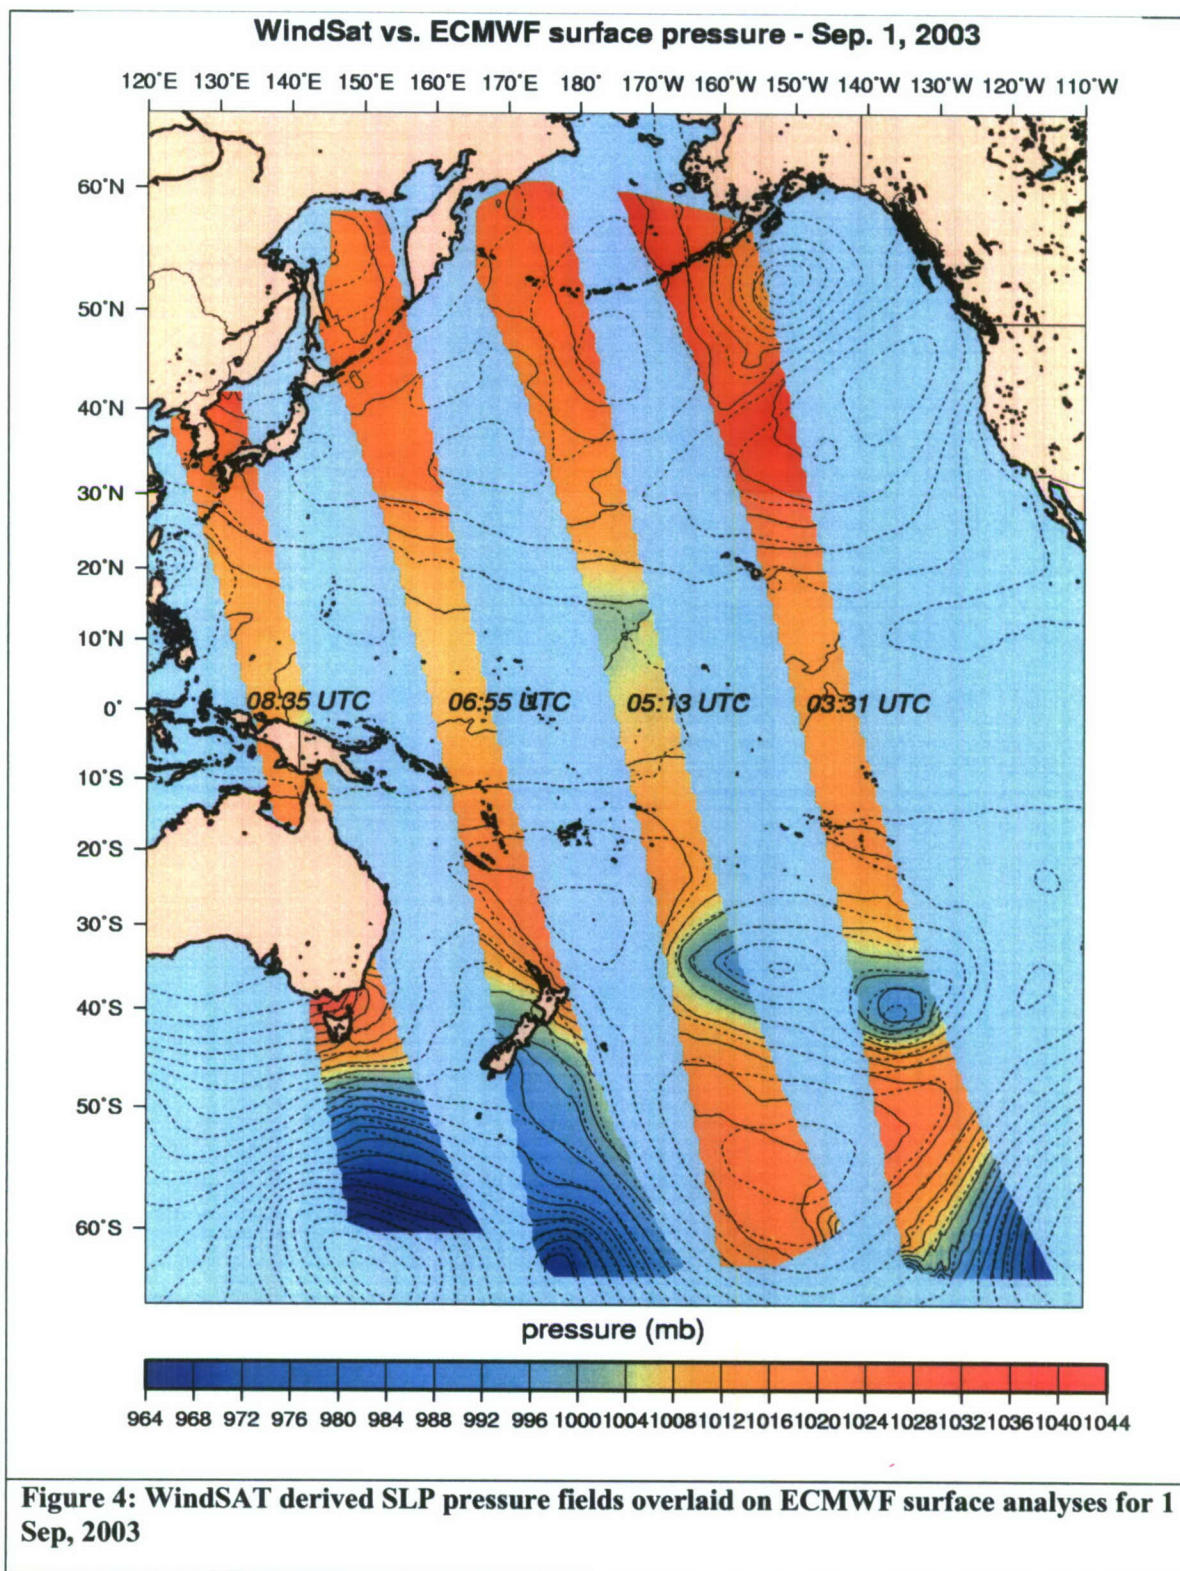 WindSat vs. ECMWF surface pressure - Sep. 1, 2003
120˚E 130˚E 140˚E 150˚E 160˚E 170˚E 180˚ 170˚W 160˚W 150˚W 140˚W 130˚W 120˚W 110˚W
60˚N
50˚N
40˚N
30˚N
20˚N
10˚N
0˚
10˚S
20˚S
30˚S
40˚S
50˚S
60˚S
08:35 UTC 06:55 UTC 05:13 UTC 03:31 UTC
pressure (mb)
964 968 972 976 980 984 988 992 996 1000 1004 1008 1012 1016 1020 1024 1028 1032 1036 1040 1044
Figure 4: WindSAT derived SLP pressure fields overlaid on ECMWF surface analyses for 1
Sep, 2003